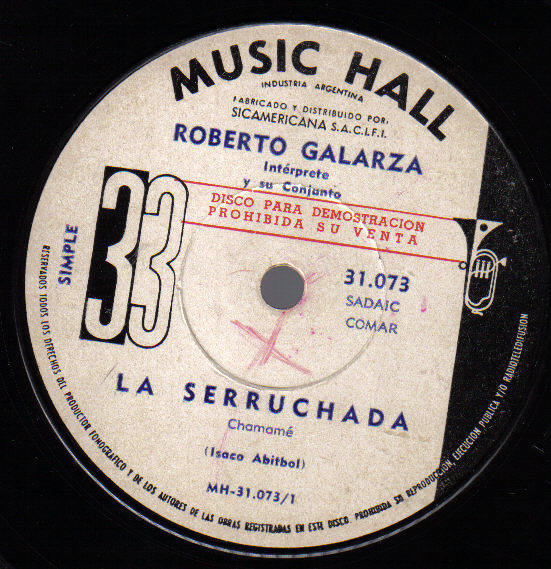 MUSIC HALL
INDUSTRIA ARGENTINA
FABRICADO Y DISTRIBUIDO POR:
SICAMERICANA S.A.C.I.F.I.
ROBERTO GALARZA
Intérprete
y su Conjunto
DISCO PARA DEMOSTRACION
PROHIBIDA SU VENTA
SIMPLE
33
31.073
SADAIC
COMAR
LA SERRUCHADA
Chamamé
(Isaco Abitbol)
MH-31.073/1
RESERVADOS TODOS LOS DERECHOS DEL PRODUCTOR FONOGRAFICO Y DE LOS AUTORES DE LAS OBRAS REGISTRADAS EN ESTE DISCO. PROHIBIDA SU REPRODUCCION, EJECUCION PUBLICA Y/O RADIOTELEDIFUSION